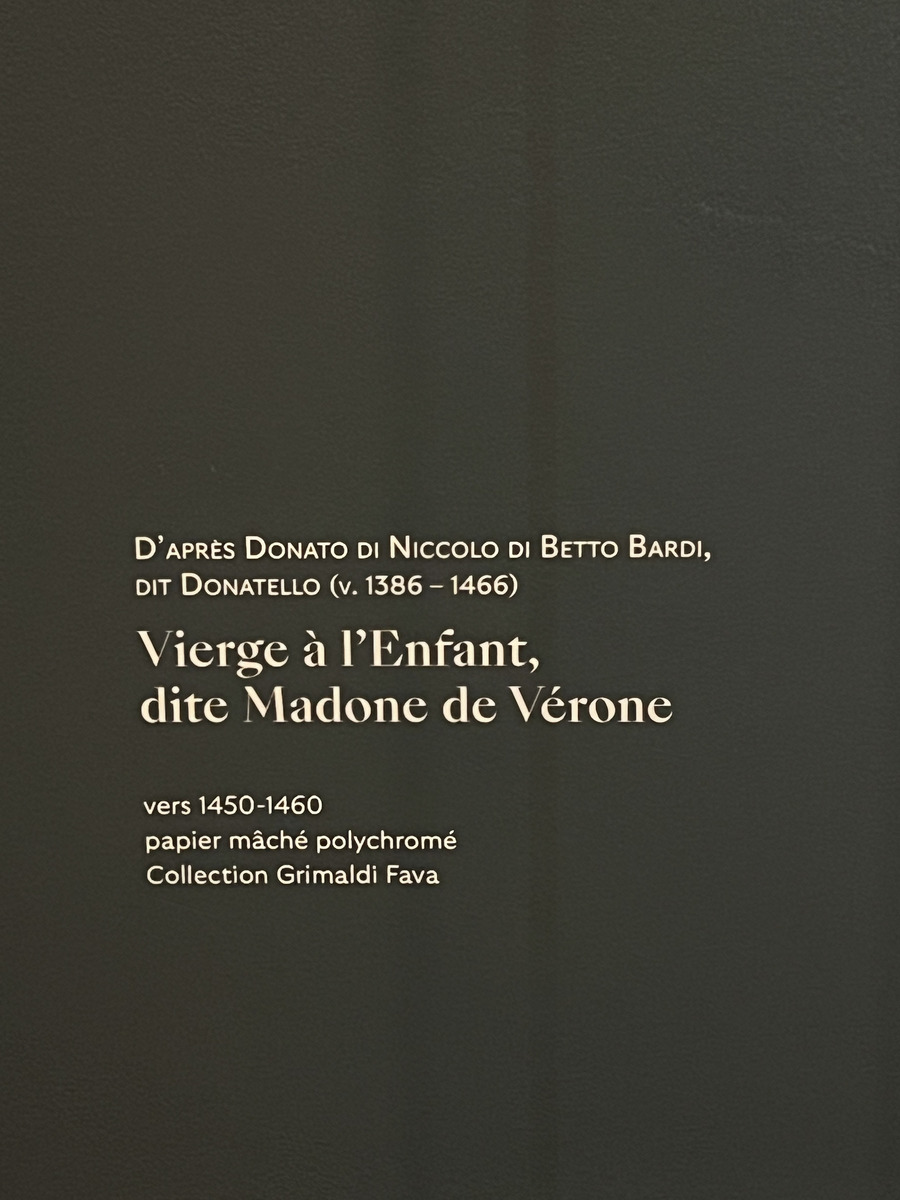 D'APRÈS DONATO DI NICCOLO DI BETTO BARDI,
DIT DONATELLO (v. 1386 – 1466)
Vierge à l'Enfant,
dite Madone de Vérone
vers 1450-1460
papier mâché polychromé
Collection Grimaldi Fava